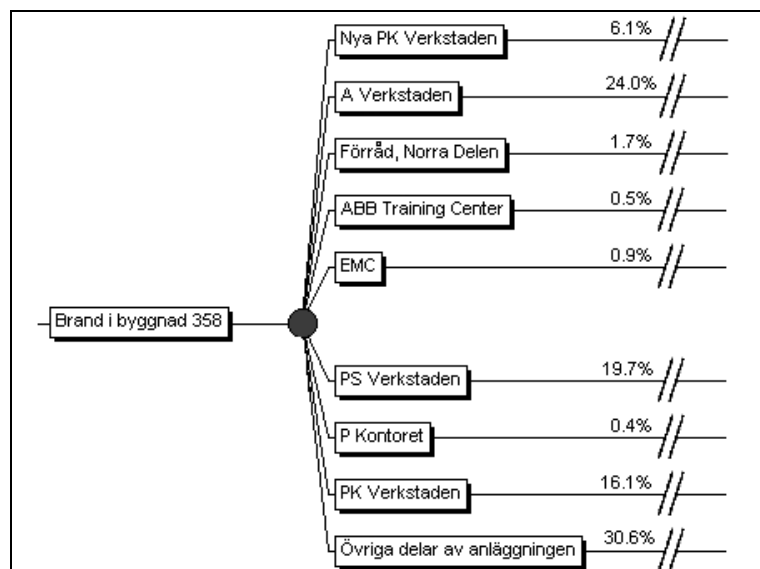 Nya PK Verkstaden 6.1%
A Verkstaden 24.0%
Förråd, Norra Delen 1.7%
ABB Training Center 0.5%
EMC 0.9%
Brand i byggnad 358
PS Verkstaden 19.7%
P Kontoret 0.4%
PK Verkstaden 16.1%
Övriga delar av anläggningen 30.6%